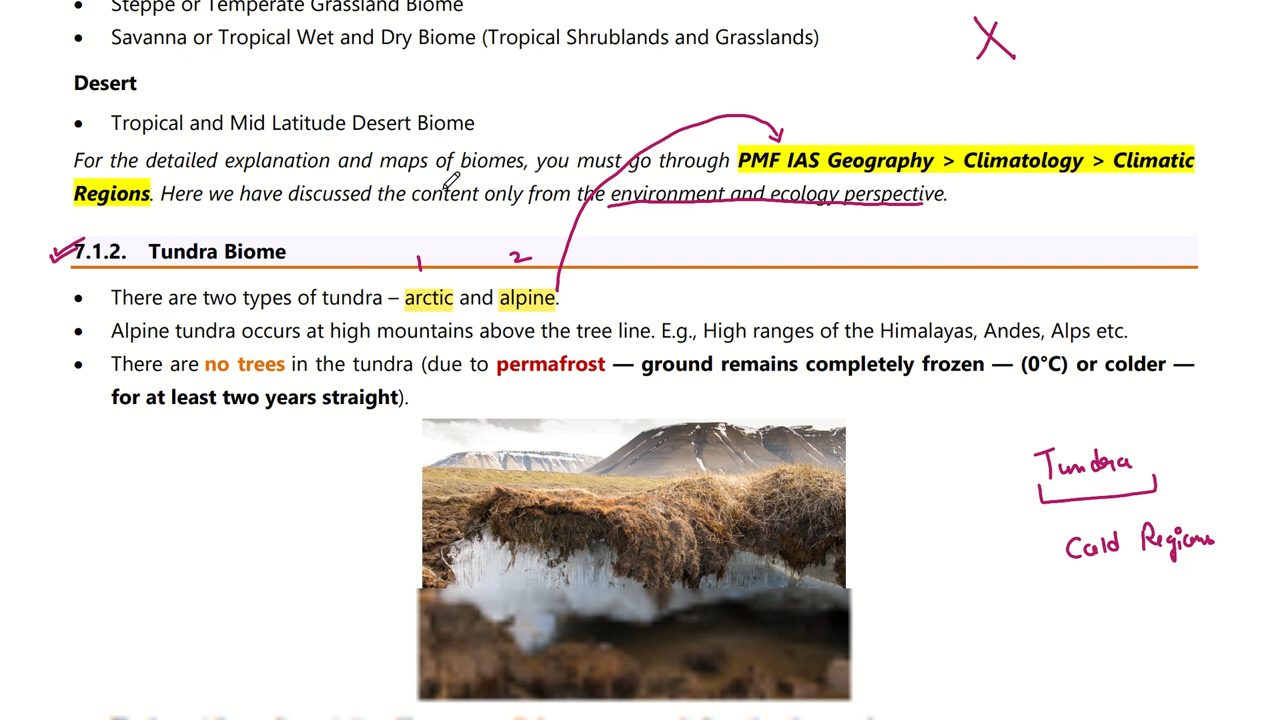 Steppe or Temperate Grassland Biome
• Savanna or Tropical Wet and Dry Biome (Tropical Shrublands and Grasslands)
X
Desert
• Tropical and Mid Latitude Desert Biome
For the detailed explanation and maps of biomes, you must go through PMF IAS Geography > Climatology > Climatic
Regions. Here we have discussed the content only from the environment and ecology perspective.
7.1.2. Tundra Biome
1 2
• There are two types of tundra – arctic and alpine.
• Alpine tundra occurs at high mountains above the tree line. E.g., High ranges of the Himalayas, Andes, Alps etc.
• There are no trees in the tundra (due to permafrost — ground remains completely frozen — (0°C) or colder —
for at least two years straight).
Tundra
Cold Regions